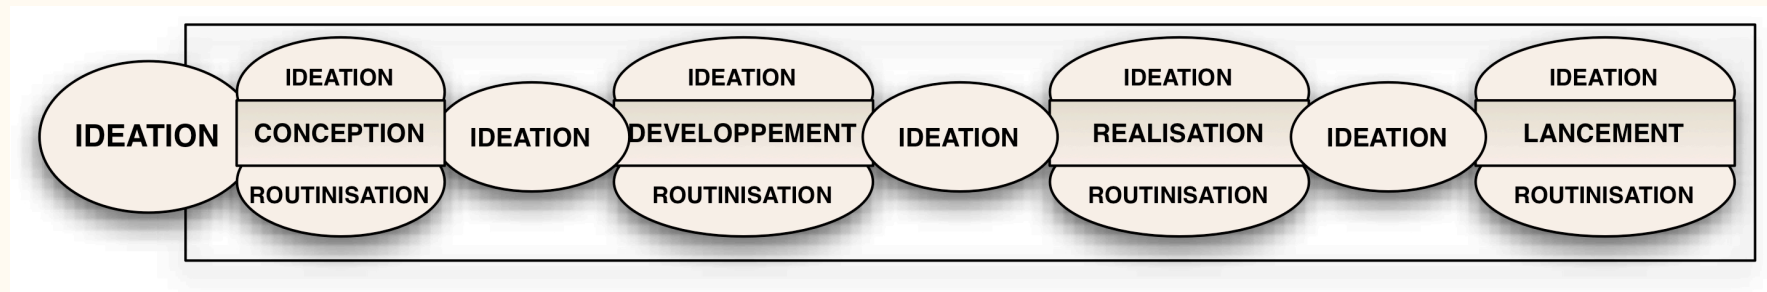 IDEATION
IDEATION
CONCEPTION
ROUTINISATION
IDEATION
IDEATION
DEVELOPPEMENT
ROUTINISATION
IDEATION
IDEATION
REALISATION
ROUTINISATION
IDEATION
IDEATION
LANCEMENT
ROUTINISATION